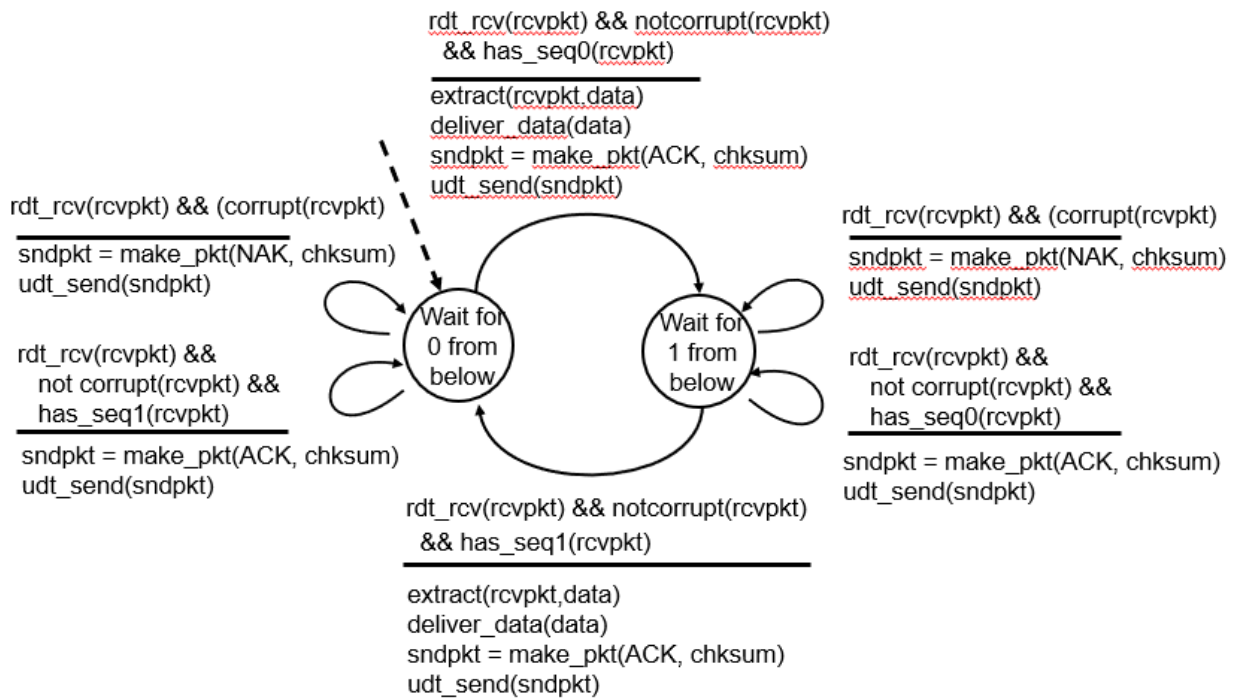 rdt_rcv(rcvpkt) && notcorrupt(rcvpkt)
&& has_seq0(rcvpkt)
extract(rcvpkt,data)
deliver_data(data)
sndpkt = make_pkt(ACK, chksum)
udt_send(sndpkt)
rdt_rcv(rcvpkt) && (corrupt(rcvpkt)
sndpkt = make_pkt(NAK, chksum)
udt_send(sndpkt)
rdt_rcv(rcvpkt) &&
not corrupt(rcvpkt) &&
has_seq1(rcvpkt)
sndpkt = make_pkt(ACK, chksum)
udt_send(sndpkt)
Wait for
0 from
below
Wait for
1 from
below
rdt_rcv(rcvpkt) && (corrupt(rcvpkt)
sndpkt = make_pkt(NAK, chksum)
udt_send(sndpkt)
rdt_rcv(rcvpkt) &&
not corrupt(rcvpkt) &&
has_seq0(rcvpkt)
sndpkt = make_pkt(ACK, chksum)
udt_send(sndpkt)
rdt_rcv(rcvpkt) && notcorrupt(rcvpkt)
&& has_seq1(rcvpkt)
extract(rcvpkt,data)
deliver_data(data)
sndpkt = make_pkt(ACK, chksum)
udt_send(sndpkt)